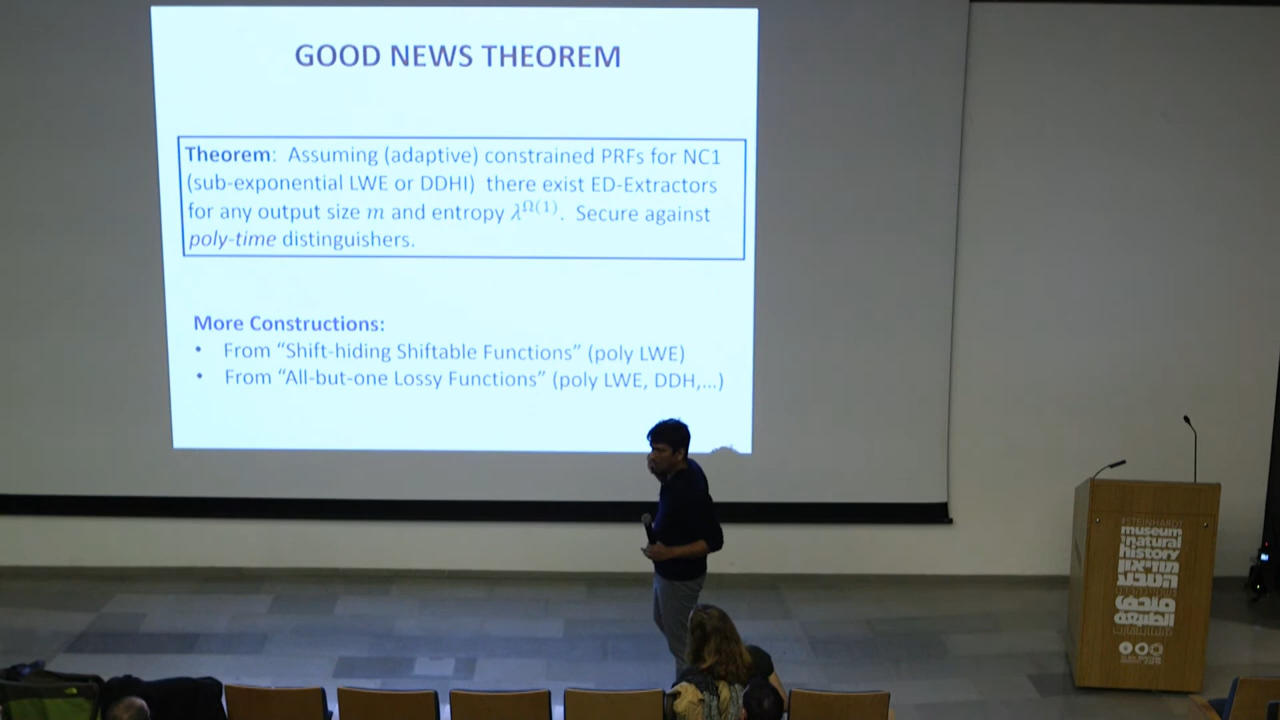 GOOD NEWS THEOREM
Theorem: Assuming (adaptive) constrained PRFs for NC1
(sub-exponential LWE or DDHI) there exist ED-Extractors
for any output size m and entropy λ^Ω(1). Secure against
poly-time distinguishers.
More Constructions:
• From “Shift-hiding Shiftable Functions” (poly LWE)
• From “All-but-one Lossy Functions” (poly LWE, DDH,...)
STEINHARDT
museum
natural
history
מוזיאון
הטבע
متحف
الطبيعة